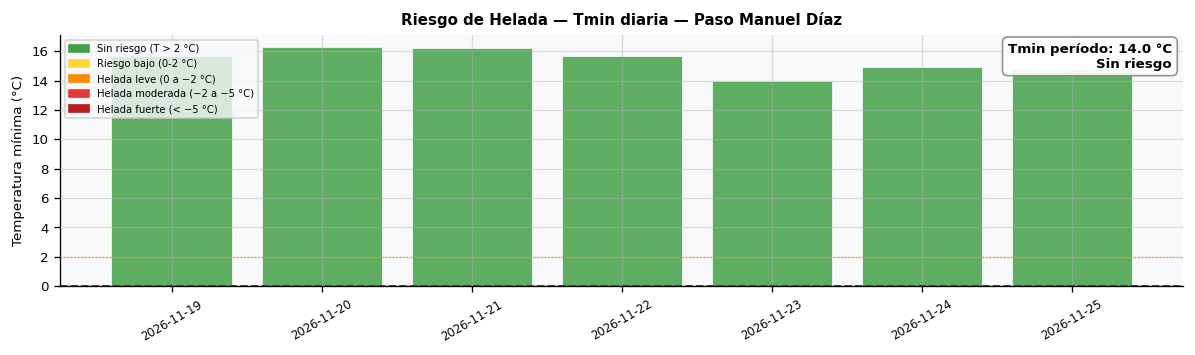 Riesgo de Helada — Tmin diaria — Paso Manuel Díaz
Temperatura mínima (°C)
16
14
12
10
8
6
4
2
0
Sin riesgo (T > 2 °C)
Riesgo bajo (0-2 °C)
Helada leve (0 a −2 °C)
Helada moderada (−2 a −5 °C)
Helada fuerte (< −5 °C)
Tmin período: 14.0 °C
Sin riesgo
2026-11-19
2026-11-20
2026-11-21
2026-11-22
2026-11-23
2026-11-24
2026-11-25